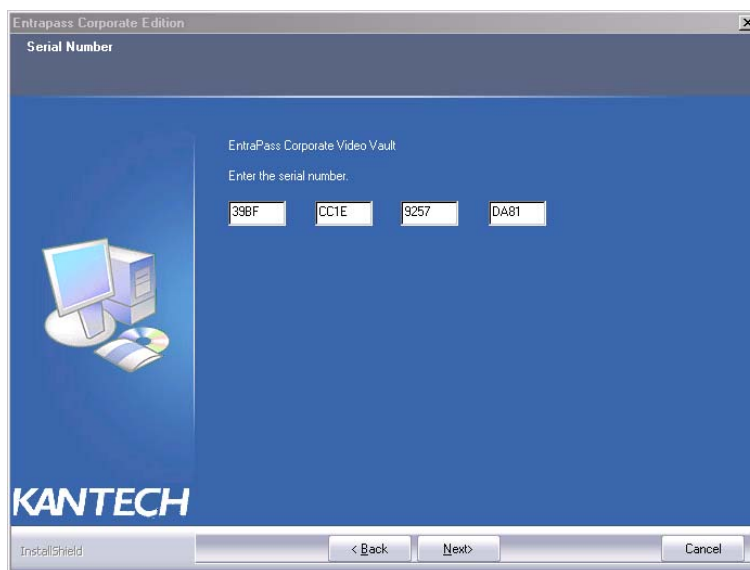 Entrapass Corporate Edition
Serial Number
EntraPass Corporate Video Vault
Enter the serial number.
39BF CC1E 9257 DA81
KANTECH
InstallShield
< Back Next> Cancel